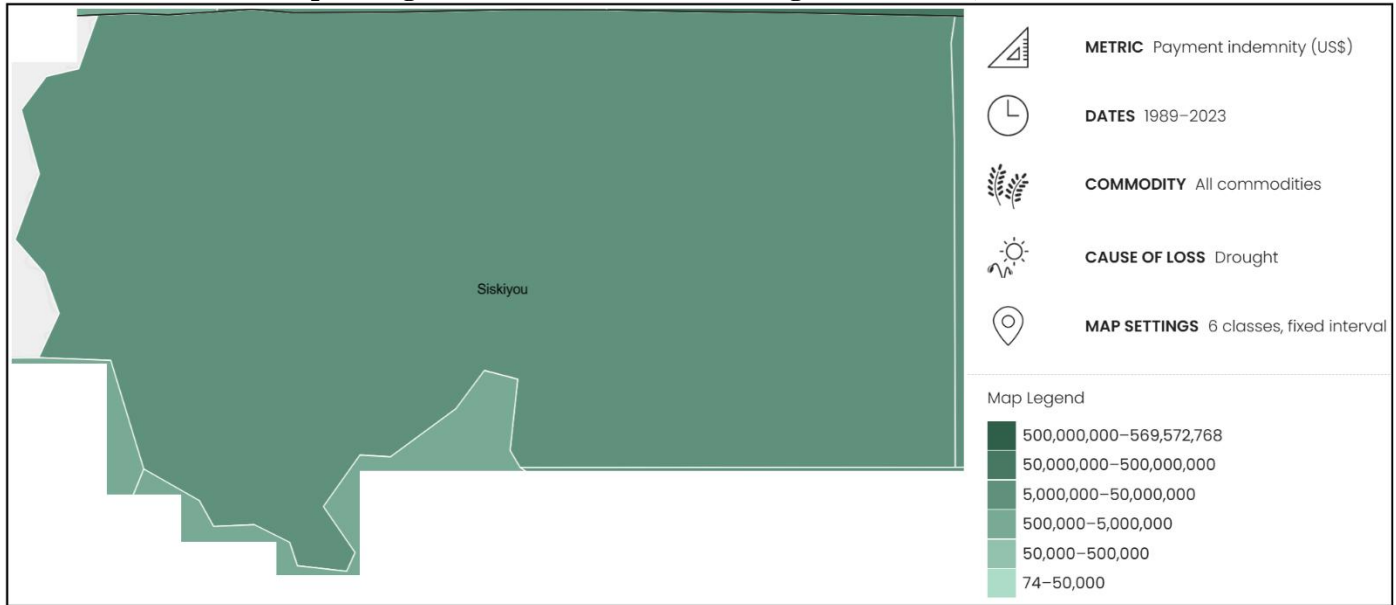 Siskiyou
METRIC Payment indemnity (US$)
DATES 1989–2023
COMMODITY All commodities
CAUSE OF LOSS Drought
MAP SETTINGS 6 classes, fixed interval
Map Legend
500,000,000–569,572,768
50,000,000–500,000,000
5,000,000–50,000,000
500,000–5,000,000
50,000–500,000
74–50,000